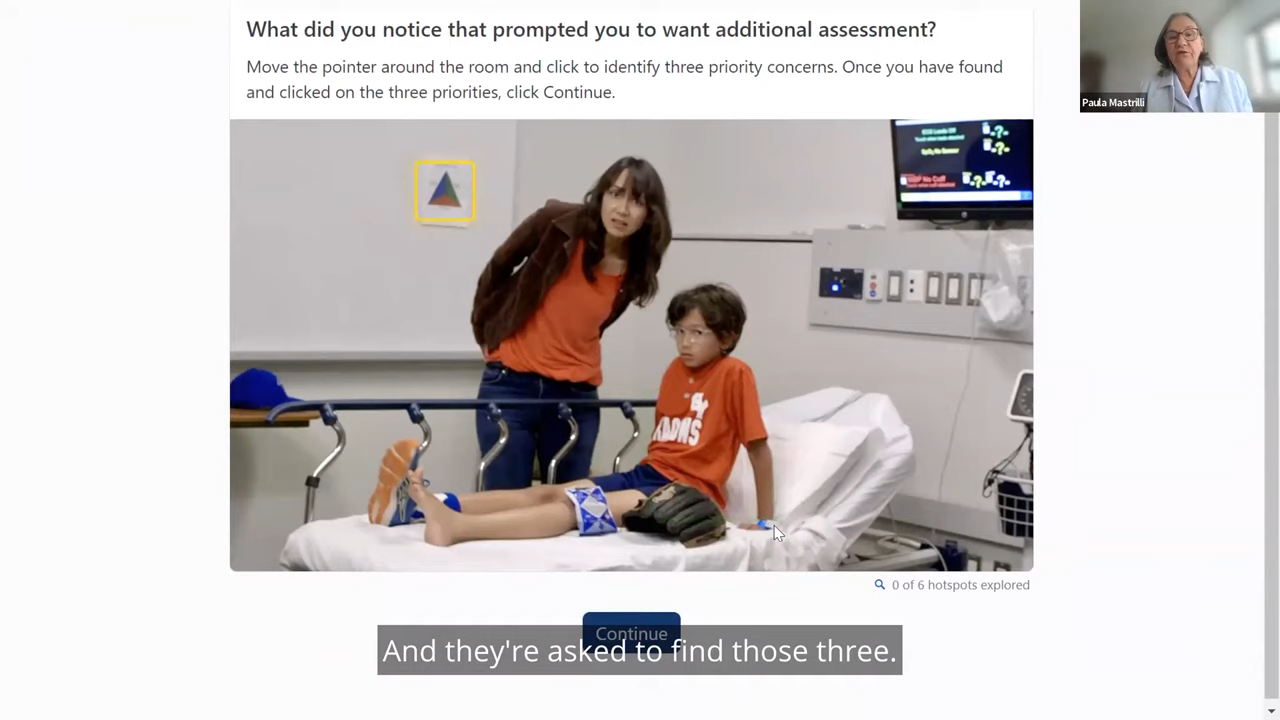 What did you notice that prompted you to want additional assessment?
Move the pointer around the room and click to identify three priority concerns. Once you have found
and clicked on the three priorities, click Continue.
Paula Mastrilli
0 of 6 hotspots explored
Continue
And they're asked to find those three.